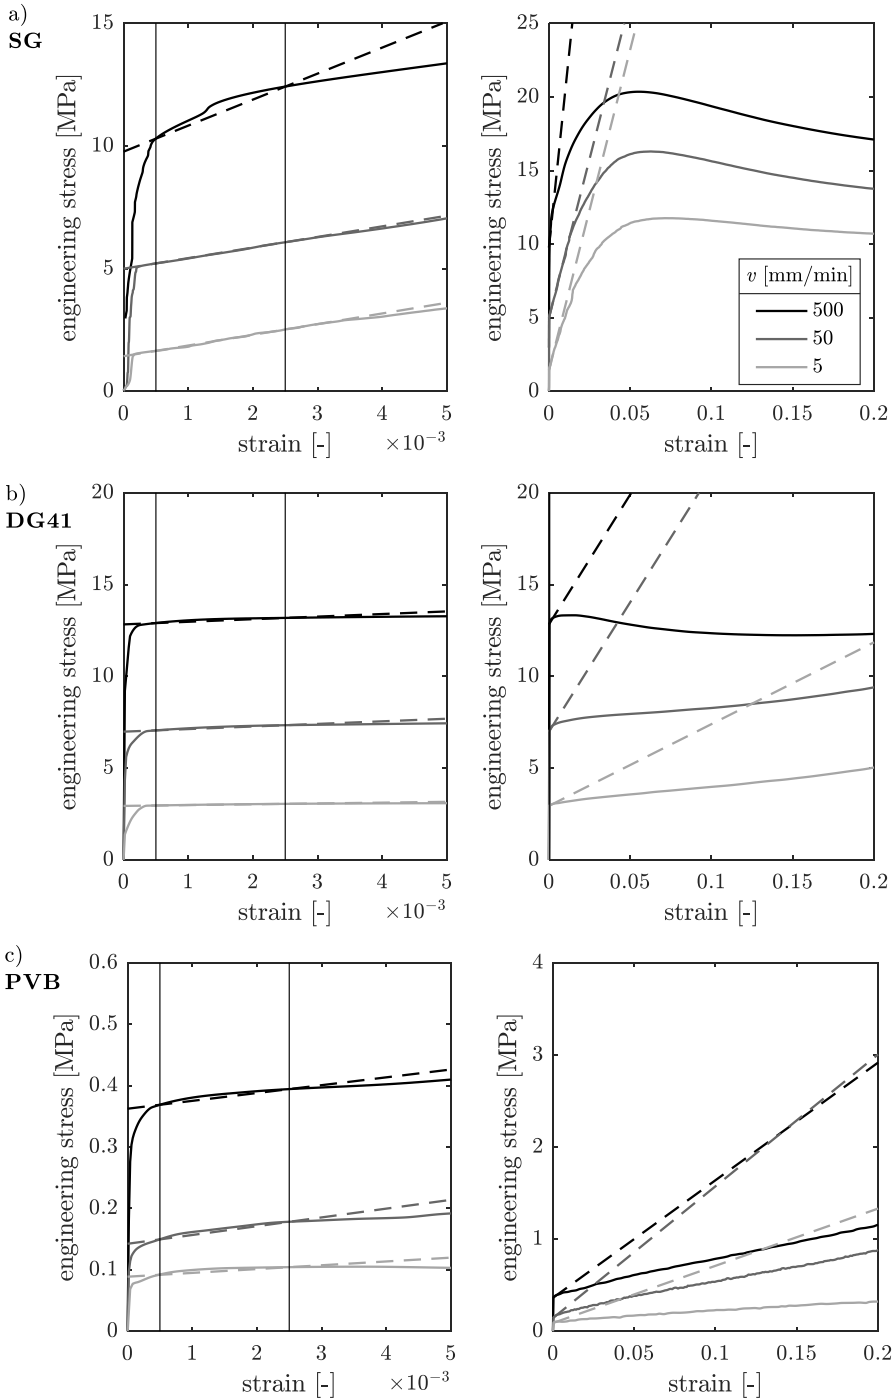 a)
SG
engineering stress [MPa]
15
10
5
0
0 1 2 3 4 5
strain [-] ×10⁻³
engineering stress [MPa]
25
20
15
10
5
0
0 0.05 0.1 0.15 0.2
strain [-]
v [mm/min]
500
50
5
b)
DG41
engineering stress [MPa]
20
15
10
5
0
0 1 2 3 4 5
strain [-] ×10⁻³
engineering stress [MPa]
20
15
10
5
0
0 0.05 0.1 0.15 0.2
strain [-]
c)
PVB
engineering stress [MPa]
0.6
0.5
0.4
0.3
0.2
0.1
0
0 1 2 3 4 5
strain [-] ×10⁻³
engineering stress [MPa]
4
3
2
1
0
0 0.05 0.1 0.15 0.2
strain [-]